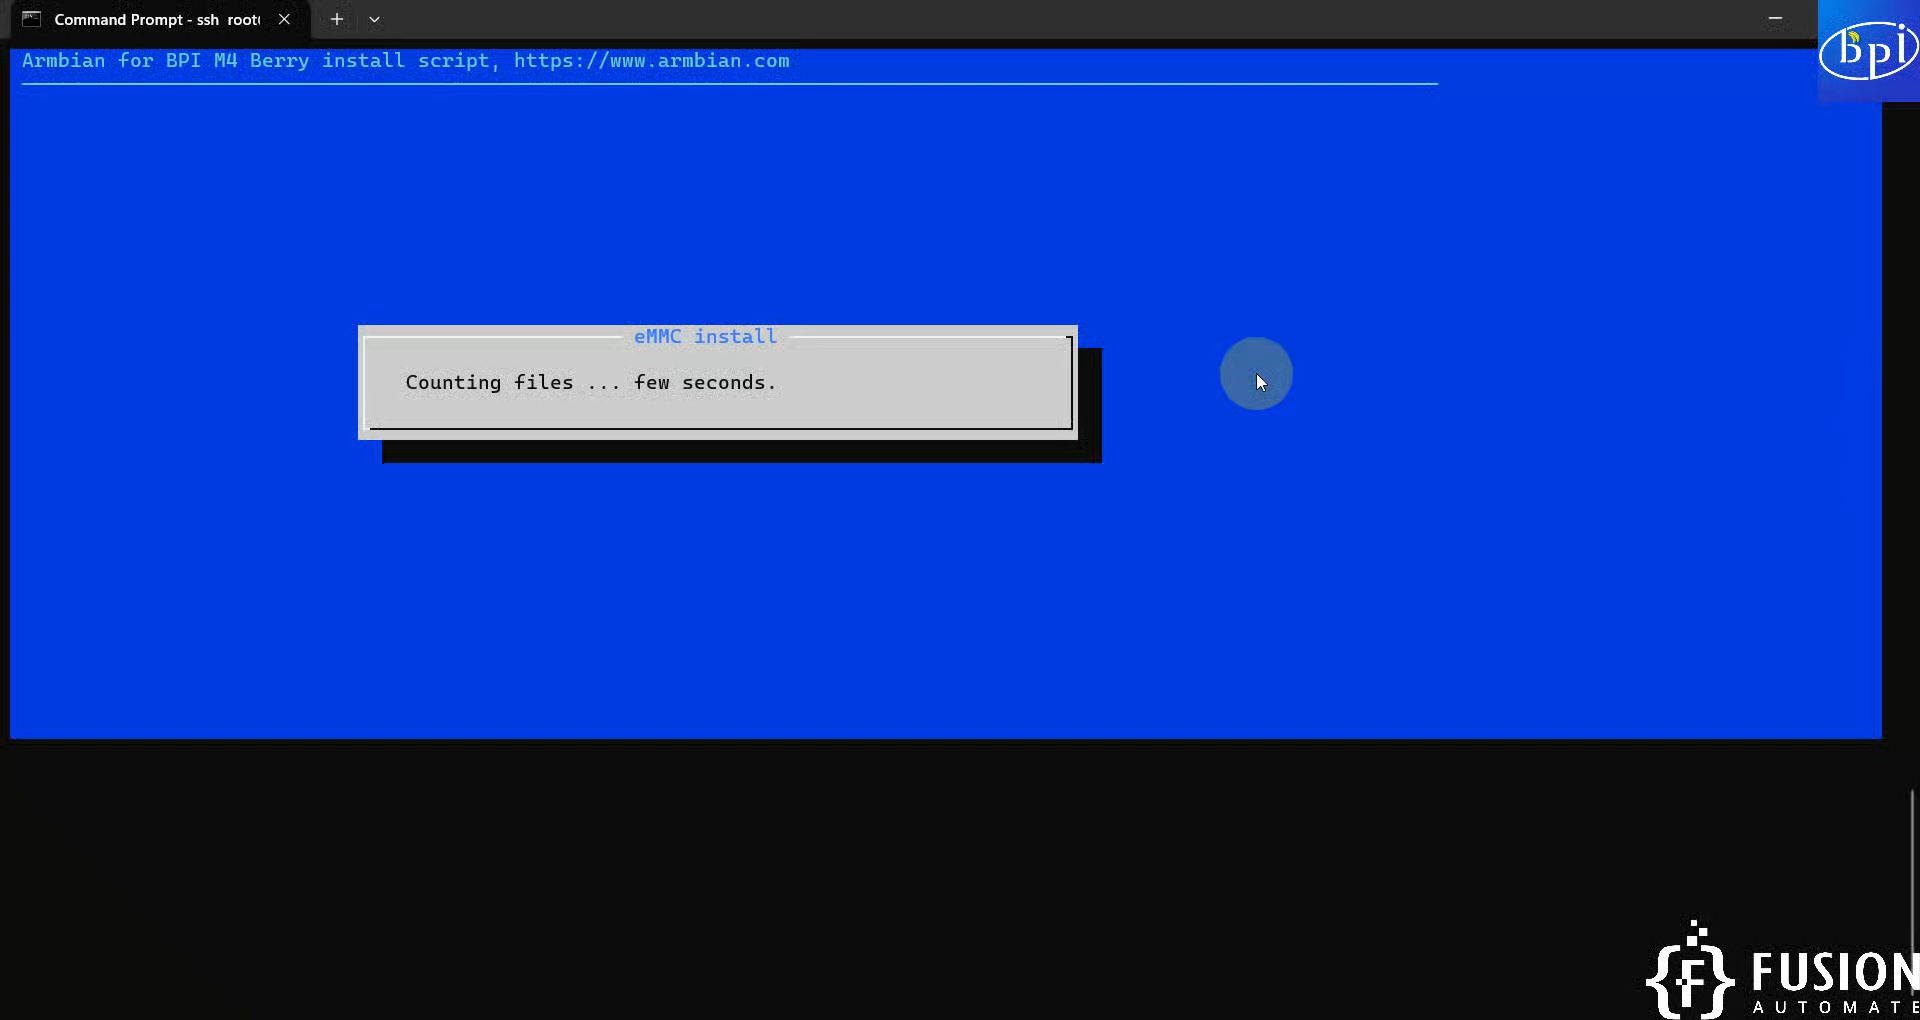 Command Prompt - ssh root(
bpi
Armbian for BPI M4 Berry install script, https://www.armbian.com
eMMC install
Counting files ... few seconds.
{F} FUSION
AUTOMATE